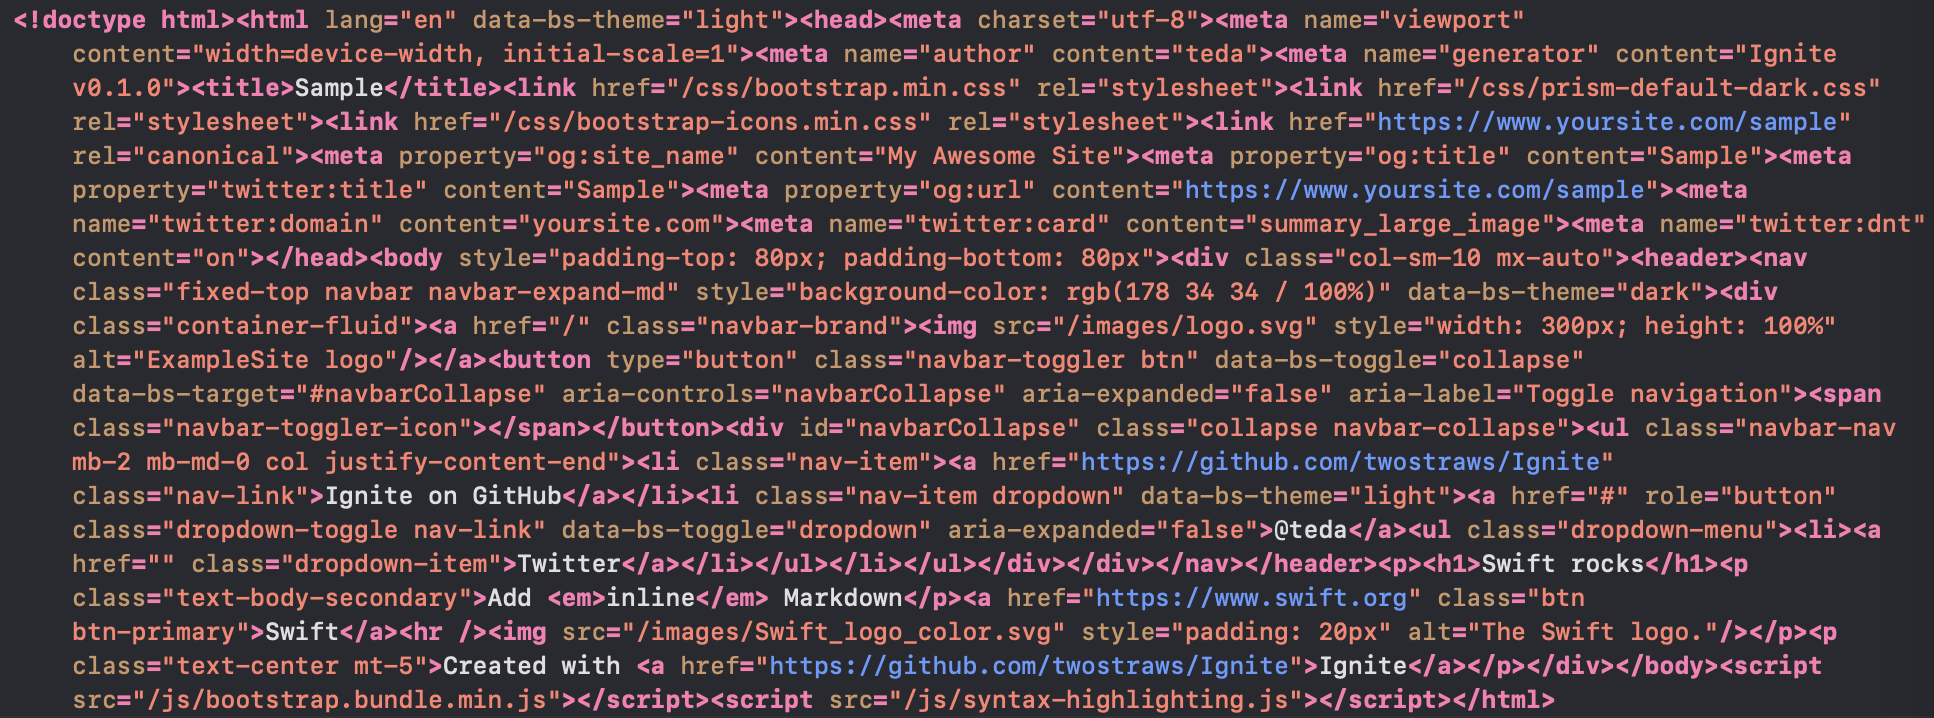 <!doctype html><html lang="en" data-bs-theme="light"><head><meta charset="utf-8"><meta name="viewport"
content="width=device-width, initial-scale=1"><meta name="author" content="teda"><meta name="generator" content="Ignite
v0.1.0"><title>Sample</title><link href="/css/bootstrap.min.css" rel="stylesheet"><link href="/css/prism-default-dark.css"
rel="stylesheet"><link href="/css/bootstrap-icons.min.css" rel="stylesheet"><link href="https://www.yoursite.com/sample"
rel="canonical"><meta property="og:site_name" content="My Awesome Site"><meta property="og:title" content="Sample"><meta
property="twitter:title" content="Sample"><meta property="og:url" content="https://www.yoursite.com/sample"><meta
name="twitter:domain" content="yoursite.com"><meta name="twitter:card" content="summary_large_image"><meta name="twitter:dnt"
content="on"></head><body style="padding-top: 80px; padding-bottom: 80px"><div class="col-sm-10 mx-auto"><header><nav
class="fixed-top navbar navbar-expand-md" style="background-color: rgb(178 34 34 / 100%)" data-bs-theme="dark"><div
class="container-fluid"><a href="/" class="navbar-brand"><img src="/images/logo.svg" style="width: 300px; height: 100%"
alt="ExampleSite logo"/></a><button type="button" class="navbar-toggler btn" data-bs-toggle="collapse"
data-bs-target="#navbarCollapse" aria-controls="navbarCollapse" aria-expanded="false" aria-label="Toggle navigation"><span
class="navbar-toggler-icon"></span></button><div id="navbarCollapse" class="collapse navbar-collapse"><ul class="navbar-nav
mb-2 mb-md-0 col justify-content-end"><li class="nav-item"><a href="https://github.com/twostraws/Ignite"
class="nav-link">Ignite on GitHub</a></li><li class="nav-item dropdown" data-bs-theme="light"><a href="#" role="button"
class="dropdown-toggle nav-link" data-bs-toggle="dropdown" aria-expanded="false">@teda</a><ul class="dropdown-menu"><li><a
href="" class="dropdown-item">Twitter</a></li></ul></li></ul></div></div></nav></header><p><h1>Swift rocks</h1><p
class="text-body-secondary">Add <em>inline</em> Markdown</p><a href="https://www.swift.org" class="btn
btn-primary">Swift</a><hr /><img src="/images/Swift_logo_color.svg" style="padding: 20px" alt="The Swift logo."/></p><p
class="text-center mt-5">Created with <a href="https://github.com/twostraws/Ignite">Ignite</a></p></div></body><script
src="/js/bootstrap.bundle.min.js"></script><script src="/js/syntax-highlighting.js"></script></html>